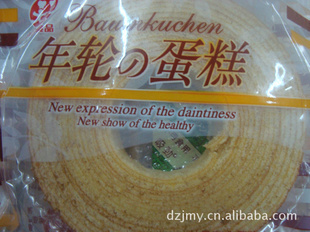 Baumkuchen
年轮の蛋糕
New expression of the daintiness
New show of the healthy
dzjmy.cn.alibaba.com